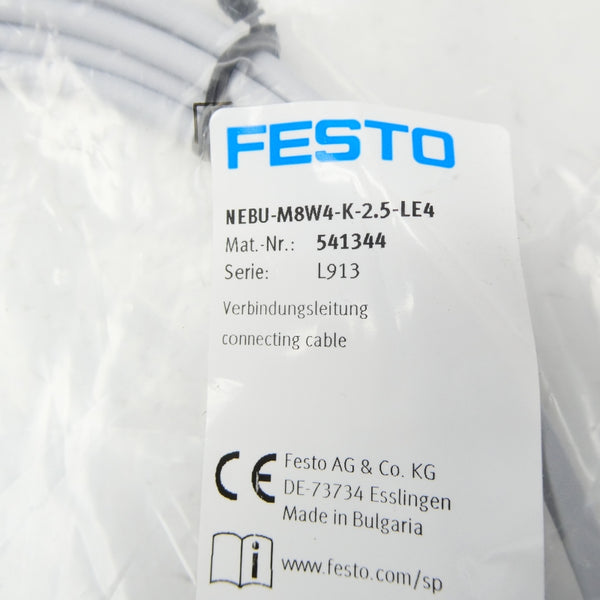 FESTO
NEBU-M8W4-K-2.5-LE4
Mat.-Nr.: 541344
Serie: L913
Verbindungsleitung
connecting cable
CE
Festo AG & Co. KG
DE-73734 Esslingen
Made in Bulgaria
i
www.festo.com/sp